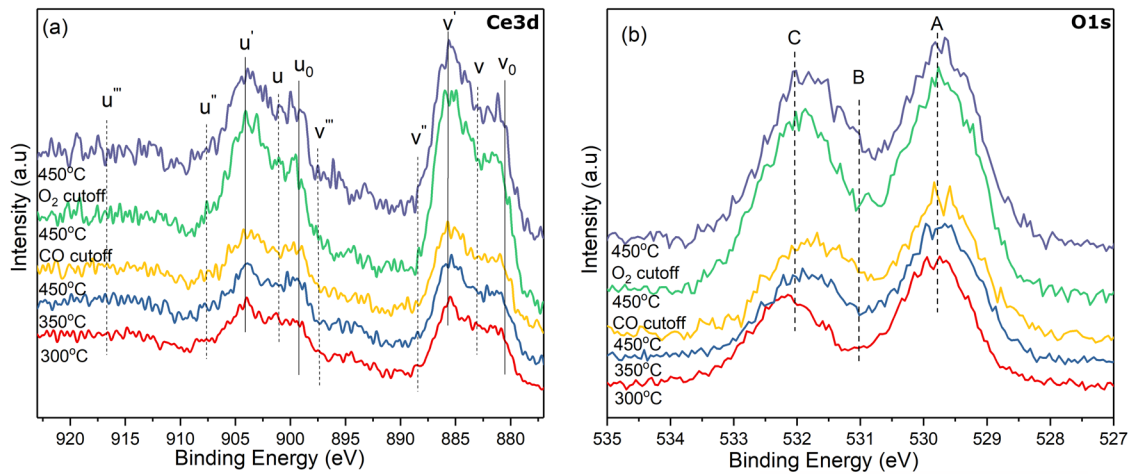 (a)
Ce3d
u'''
u''
u'
u
u0
v'''
v''
v'
v
v0
450°C
O2 cutoff
450°C
CO cutoff
450°C
350°C
300°C
Intensity (a.u)
920 915 910 905 900 895 890 885 880
Binding Energy (eV)
(b)
O1s
C
B
A
450°C
O2 cutoff
450°C
CO cutoff
450°C
350°C
300°C
Intensity (a.u)
535 534 533 532 531 530 529 528 527
Binding Energy (eV)